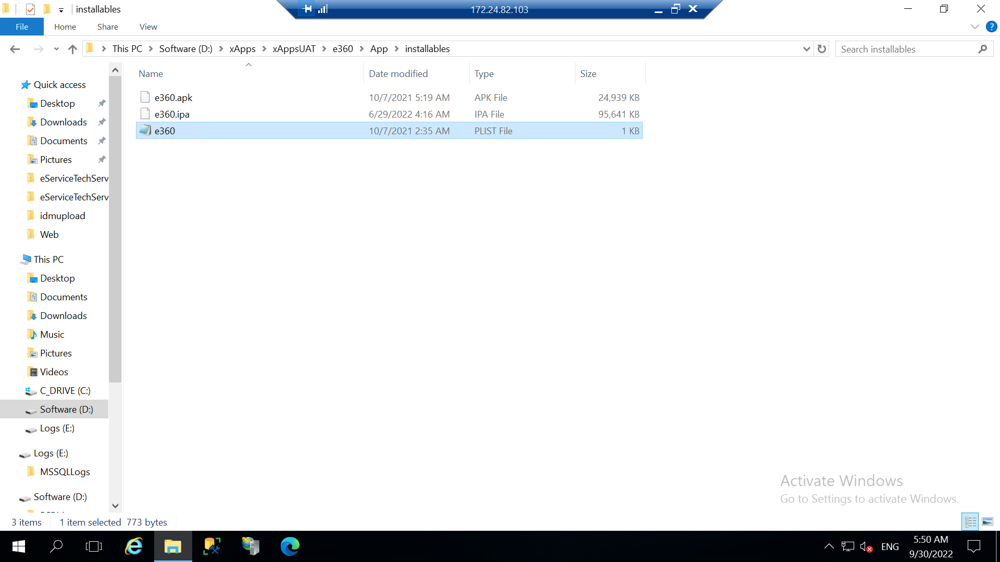 installables
172.24.82.103
File Home Share View
This PC Software (D:) xApps xAppsUAT e360 App installables
Search installables
Name Date modified Type Size
e360.apk 10/7/2021 5:19 AM APK File 24,939 KB
e360.ipa 6/29/2022 4:16 AM IPA File 95,641 KB
e360 10/7/2021 2:35 AM PLIST File 1 KB
Quick access
Desktop
Downloads
Documents
Pictures
eServiceTechServ
eServiceTechServ
idmupload
Web
This PC
Desktop
Documents
Downloads
Music
Pictures
Videos
C_DRIVE (C:)
Software (D:)
Logs (E:)
Logs (E:)
MSSQLLogs
Software (D:)
Activate Windows
Go to Settings to activate Windows.
3 items 1 item selected 773 bytes
ENG
5:50 AM
9/30/2022